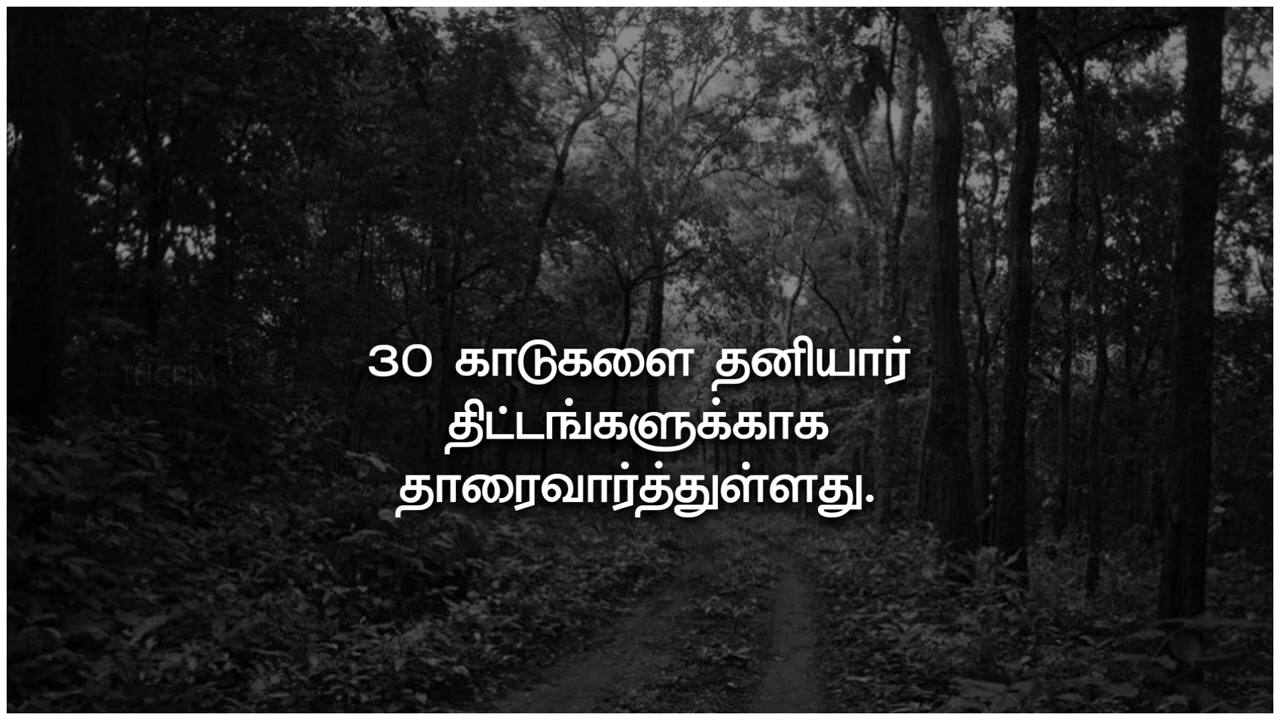 30 காடுகளை தனியார்
திட்டங்களுக்காக
தாரைவார்த்துள்ளது.